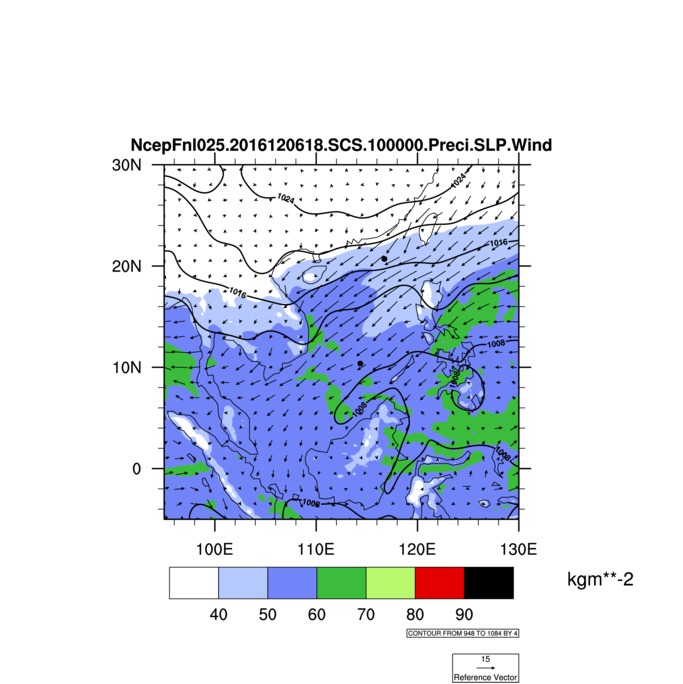 NcepFnl025.2016120618.SCS.100000.Preci.SLP.Wind
30N
1024
1024
1016
20N
1016
1008
10N
1008
1008
1008
0
1008
100E 110E 120E 130E
kgm**-2
40 50 60 70 80 90
CONTOUR FROM 948 TO 1084 BY 4
15
Reference Vector